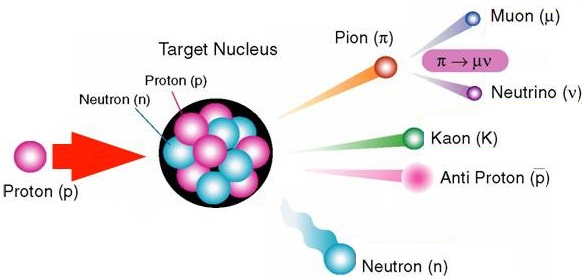 Muon (μ)
Pion (π)
Target Nucleus
π → μν
Proton (p)
Neutron (n)
Neutrino (ν)
Kaon (K)
Proton (p)
Anti Proton (p̅)
Neutron (n)